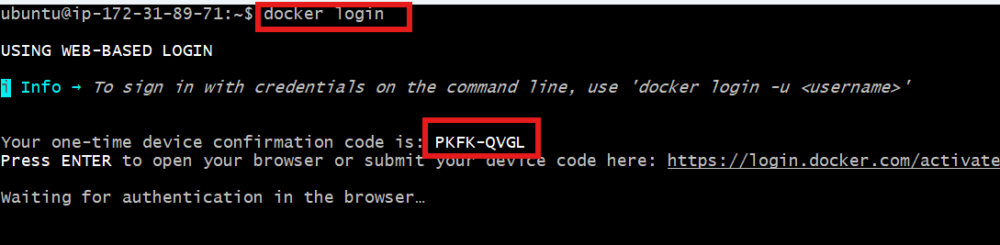 ubuntu@ip-172-31-89-71:~$ docker login
USING WEB-BASED LOGIN
i Info → To sign in with credentials on the command line, use 'docker login -u <username>'
Your one-time device confirmation code is: PKFK-QVGL
Press ENTER to open your browser or submit your device code here: https://login.docker.com/activate
Waiting for authentication in the browser…